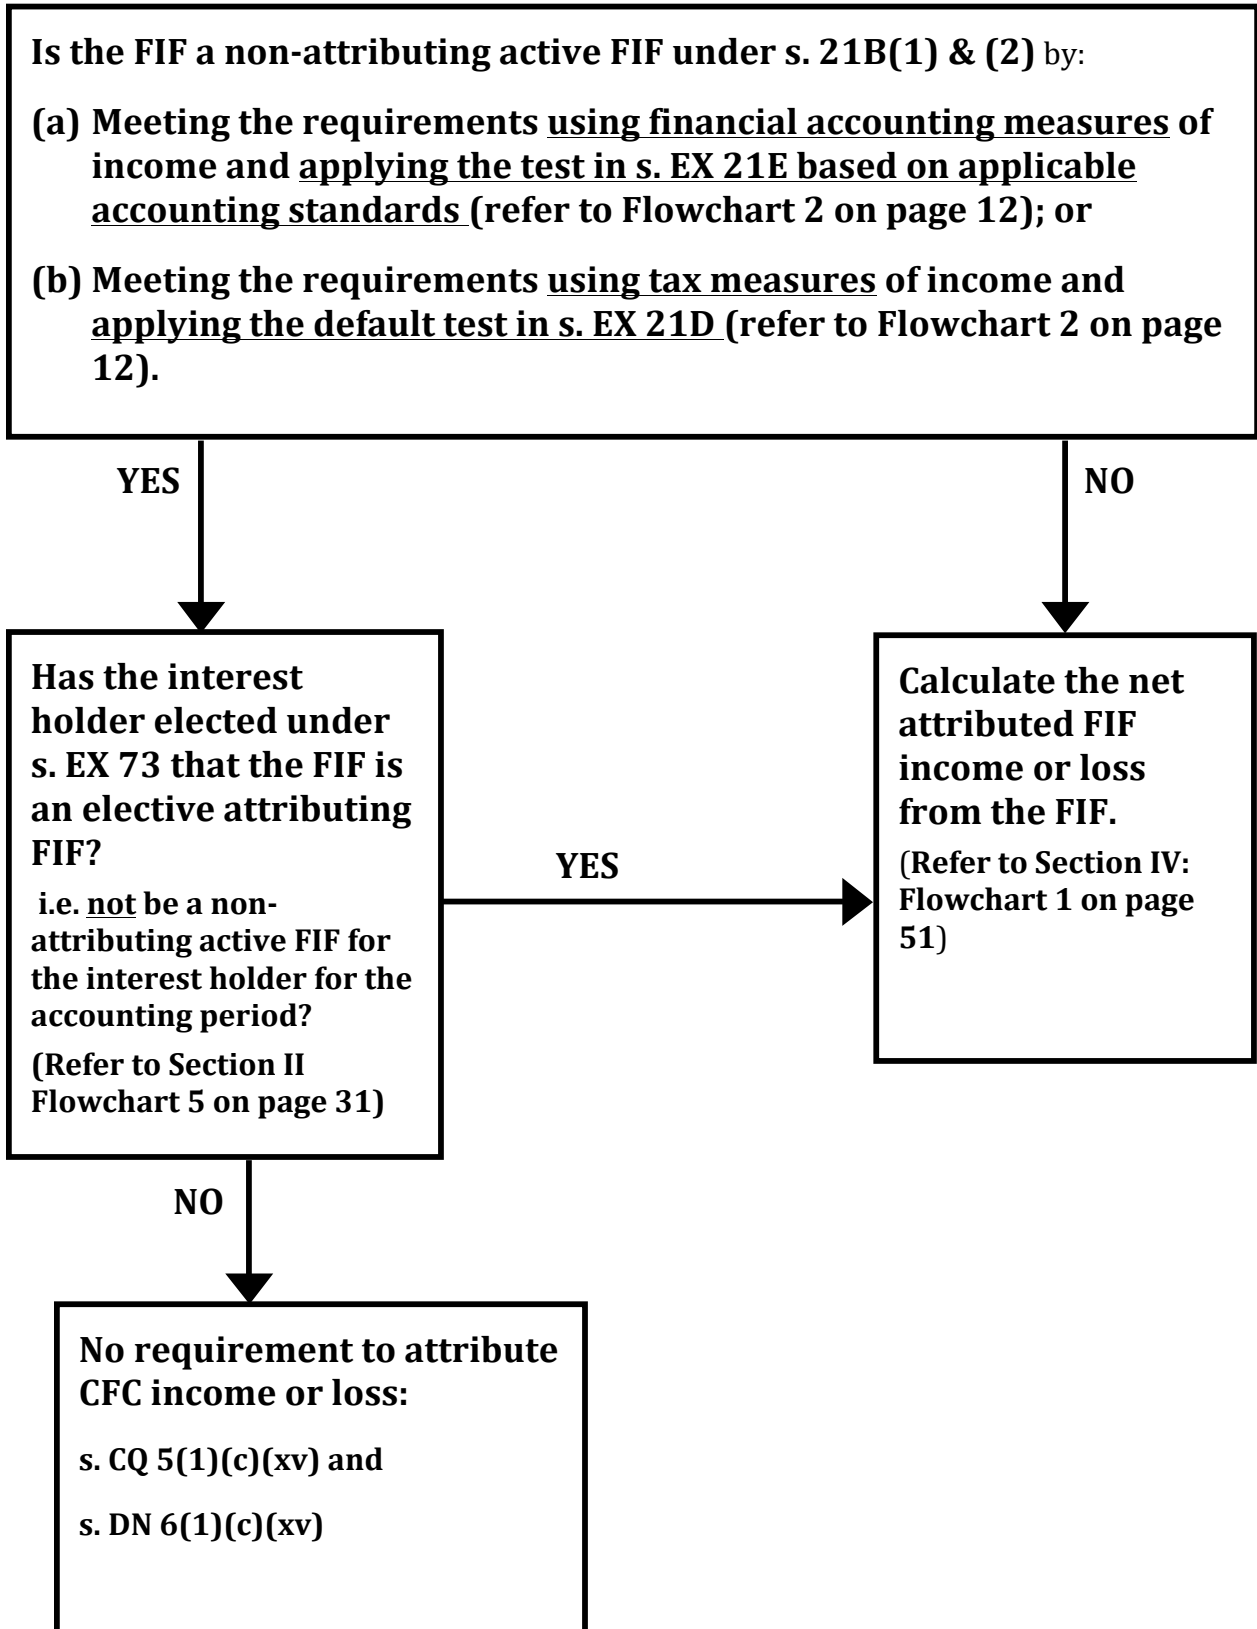 Is the FIF a non-attributing active FIF under s. 21B(1) & (2) by:
(a) Meeting the requirements using financial accounting measures of
income and applying the test in s. EX 21E based on applicable
accounting standards (refer to Flowchart 2 on page 12); or
(b) Meeting the requirements using tax measures of income and
applying the default test in s. EX 21D (refer to Flowchart 2 on page
12).
YES
NO
Has the interest
holder elected under
s. EX 73 that the FIF is
an elective attributing
FIF?
i.e. not be a non-
attributing active FIF for
the interest holder for the
accounting period?
(Refer to Section II
Flowchart 5 on page 31)
YES
Calculate the net
attributed FIF
income or loss
from the FIF.
(Refer to Section IV:
Flowchart 1 on page
51)
NO
No requirement to attribute
CFC income or loss:
s. CQ 5(1)(c)(xv) and
s. DN 6(1)(c)(xv)